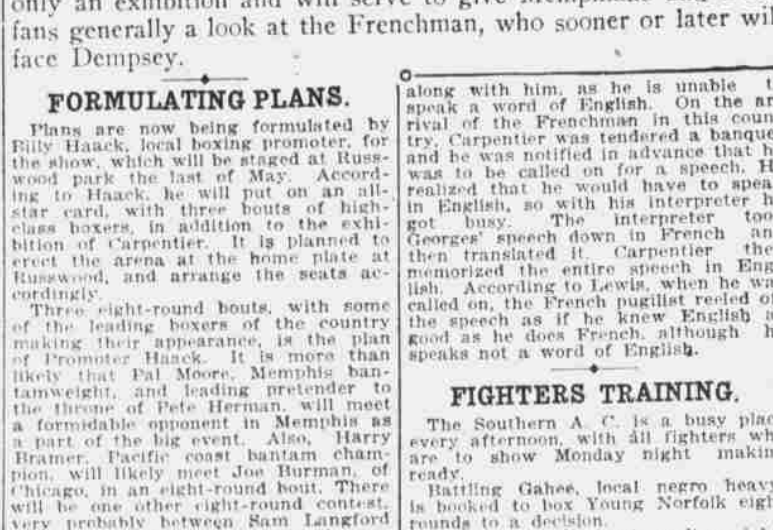 fans generally a look at the Frenchman, who sooner or later wil
face Dempsey.
FORMULATING PLANS.
Plans are now being formulated by
Billy Haack, local boxing promoter, for
the show, which will be staged at Russ-
wood park the last of May. Accord-
ing to Haack, he will put on an all-
star card, with three bouts of high-
class boxers, in addition to the exhi-
bition of Carpentier. It is planned to
erect the arena at the home plate at
Russwood, and arrange the seats ac-
cordingly.
Three eight-round bouts, with some
of the leading boxers of the country
making their appearance, is the plan
of Promoter Haack. It is more than
likely that Pal Moore, Memphis ban-
tamweight, and leading pretender to
the throne of Pete Herman, will meet
a formidable opponent in Memphis as
a part of the big event. Also, Harry
Bramer, Pacific coast bantam cham-
pion, will likely meet Joe Burman, of
Chicago, in an eight-round bout. There
will be one other eight-round contest,
very probably between Sam Langford
along with him, as he is unable t
speak a word of English. On the ar
rival of the Frenchman in this coun
try, Carpentier was tendered a banque
and he was notified in advance that h
was to be called on for a speech. H
realized that he would have to spea
in English, so with his interpreter h
got busy. The interpreter too
Georges' speech down in French an
then translated it. Carpentier the
memorized the entire speech in Eng
lish. According to Lewis, when he wa
called on, the French pugilist reeled o
the speech as if he knew English a
good as he does French, although h
speaks not a word of English.
FIGHTERS TRAINING.
The Southern A. C. is a busy plac
every afternoon, with all fighters wh
are to show Monday night makin
ready.
Battling Gahee, local negro heavy
is booked to box Young Norfolk eigh
rounds to a decision.